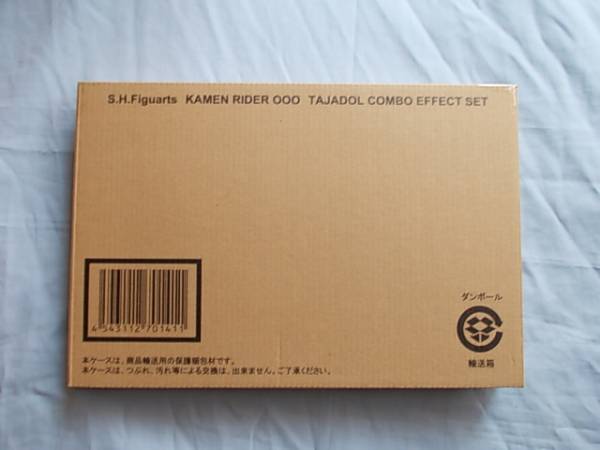 S.H.Figuarts KAMEN RIDER OOO TAJADOL COMBO EFFECT SET
4 543112 701411
ダンボール
輸送箱
本ケースは、商品輸送用の保護梱包材です。
本ケースは、つぶれ、汚れ等による交換は、出来ません。ご了承ください。